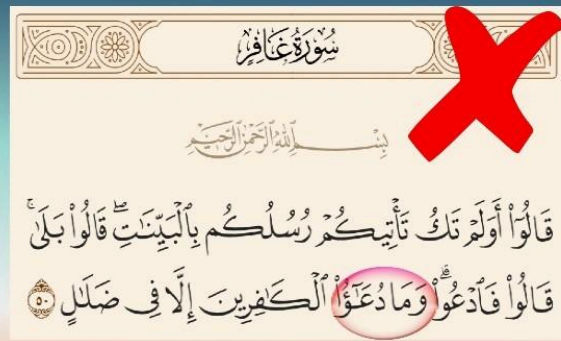 سُورَةُ غَافِرٍ
بِسْمِ ٱللَّهِ ٱلرَّحْمَٰنِ ٱلرَّحِيمِ
قَالُوٓاْ أَوَلَمْ تَكُ تَأْتِيكُمْ رُسُلُكُم بِٱلْبَيِّنَٰتِۖ قَالُواْ بَلَىٰۚ
قَالُواْ فَٱدْعُواْۗ وَمَا دُعَٰٓؤُاْ ٱلْكَٰفِرِينَ إِلَّا فِى ضَلَٰلٍ ٥٠